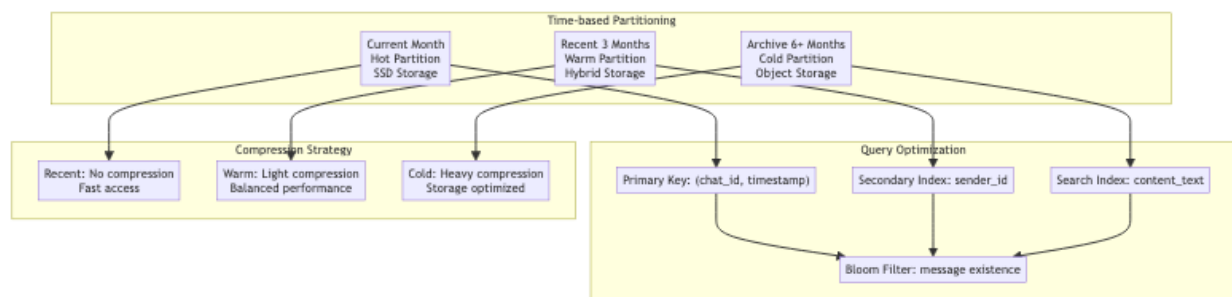 Time-based Partitioning
Current Month
Hot Partition
SSD Storage
Recent 3 Months
Warm Partition
Hybrid Storage
Archive 6+ Months
Cold Partition
Object Storage
Compression Strategy
Recent: No compression
Fast access
Warm: Light compression
Balanced performance
Cold: Heavy compression
Storage optimized
Query Optimization
Primary Key: (chat_id, timestamp)
Secondary Index: sender_id
Search Index: content_text
Bloom Filter: message existence